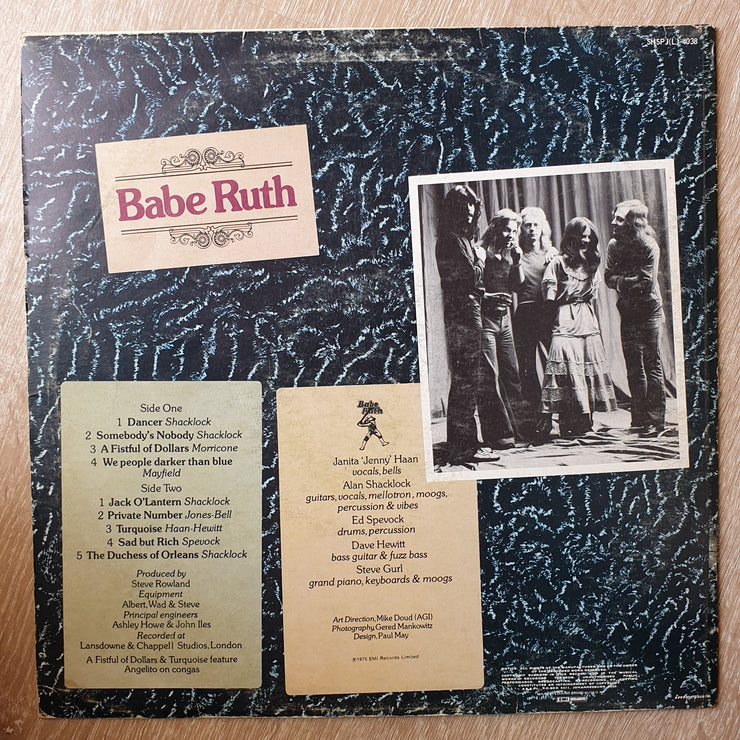 SHSPJ(L) 4038
Babe Ruth
Side One
1 Dancer Shacklock
2 Somebody's Nobody Shacklock
3 A Fistful of Dollars Morricone
4 We people darker than blue
Mayfield
Side Two
1 Jack O'Lantern Shacklock
2 Private Number Jones-Bell
3 Turquoise Haan-Hewitt
4 Sad but Rich Spevock
5 The Duchess of Orleans Shacklock
Produced by
Steve Rowland
Equipment
Albert, Wad & Steve
Principal engineers
Ashley Howe & John Iles
Recorded at
Lansdowne & Chappell Studios, London
A Fistful of Dollars & Turquoise feature
Angelito on congas
Babe
Ruth
Janita 'Jenny' Haan
vocals, bells
Alan Shacklock
guitars, vocals, mellotron, moogs,
percussion & vibes
Ed Spevock
drums, percussion
Dave Hewitt
bass guitar & fuzz bass
Steve Gurl
grand piano, keyboards & moogs
Art Direction, Mike Doud (AGI)
Photography, Gered Mankowitz
Design, Paul May
℗1975 EMI Records Limited